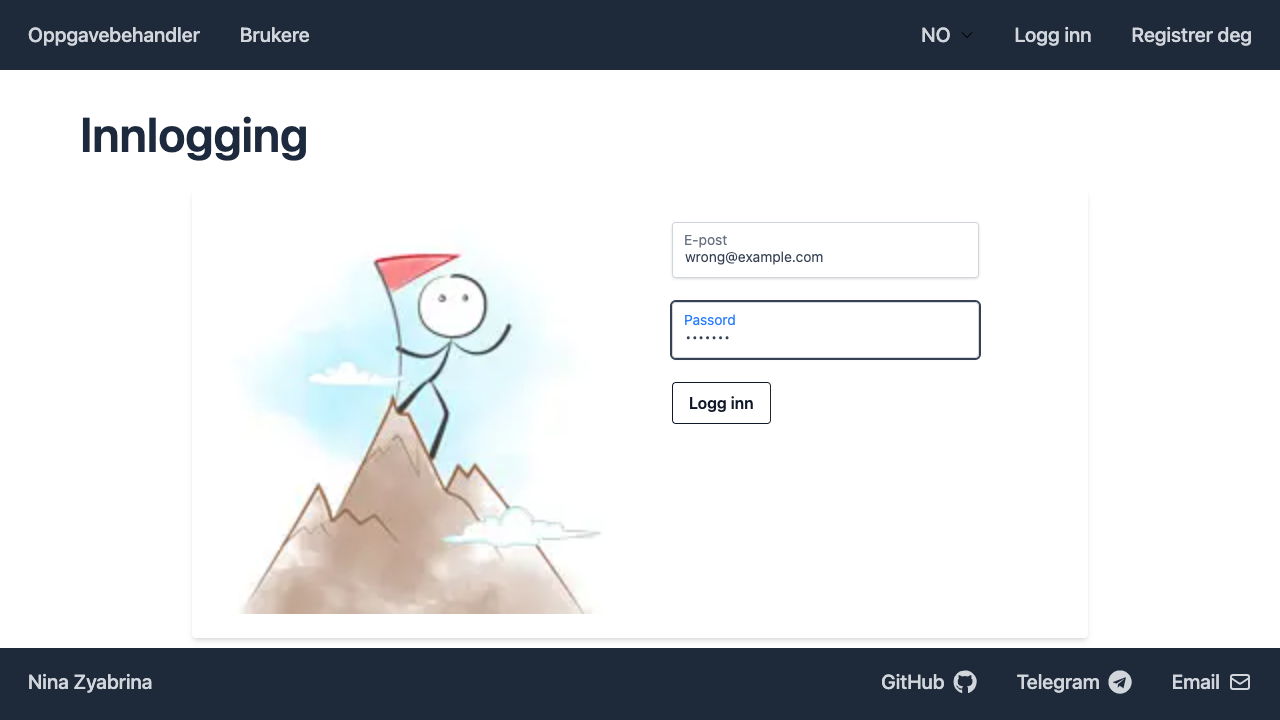 Oppgavebehandler Brukere NO Logg inn Registrer deg
Innlogging
E-post
wrong@example.com
Passord
•••••••
Logg inn
Nina Zyabrina GitHub Telegram Email